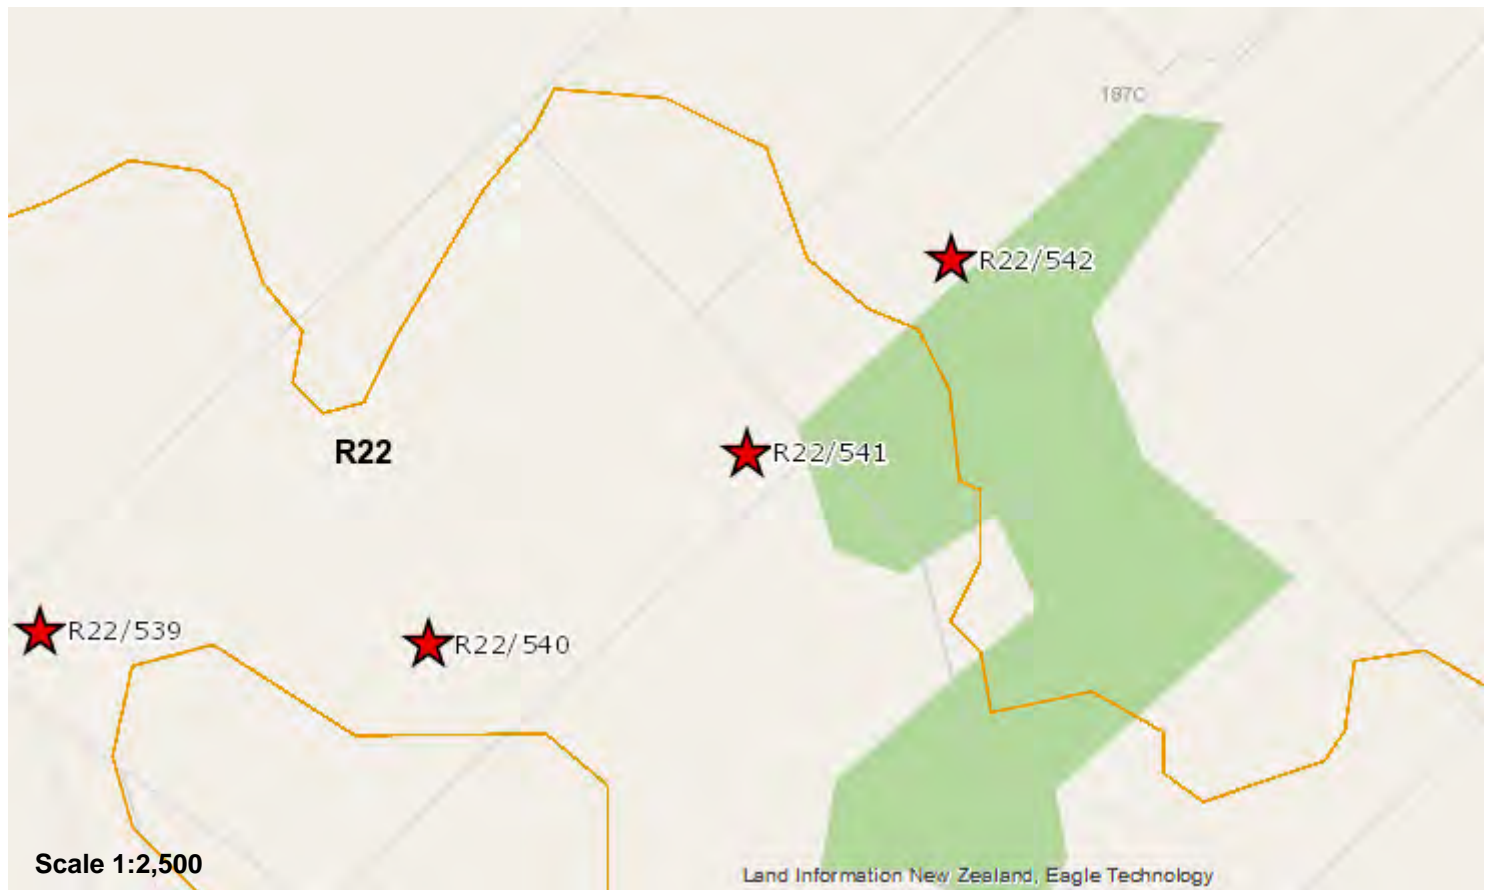 187C
R22/542
R22
R22/541
R22/539
R22/540
Scale 1:2,500
Land Information New Zealand, Eagle Technology